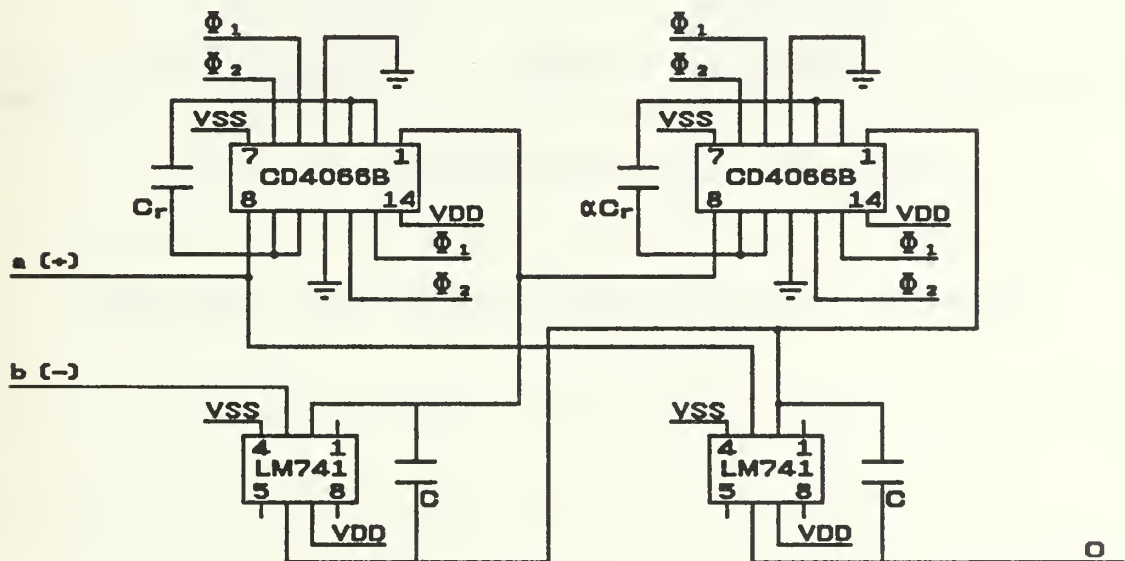 Φ₁ Φ₁
Φ₂ Φ₂
VSS VSS
7 1 7 1
CD4066B CD4066B
8 14 8 14
Cr αCr
VDD VDD
Φ₁ Φ₁
a (+)
Φ₂ Φ₂
b (-)
VSS VSS
4 1 4 1
LM741 LM741
5 8 5 8
C C
VDD VDD
O